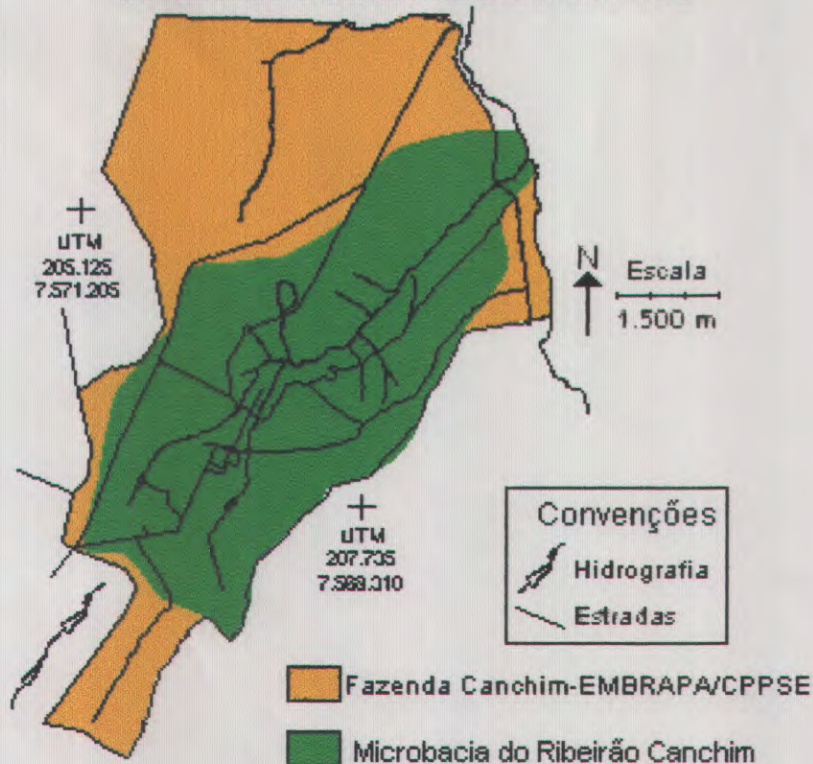 UTM
205.125
7.571.205
N
Escala
1.500 m
UTM
207.735
7.568.010
Convenções
Hidrografia
Estradas
Fazenda Canchim-EMBRAPA/CPPSE
Microbacia do Ribeirão Canchim